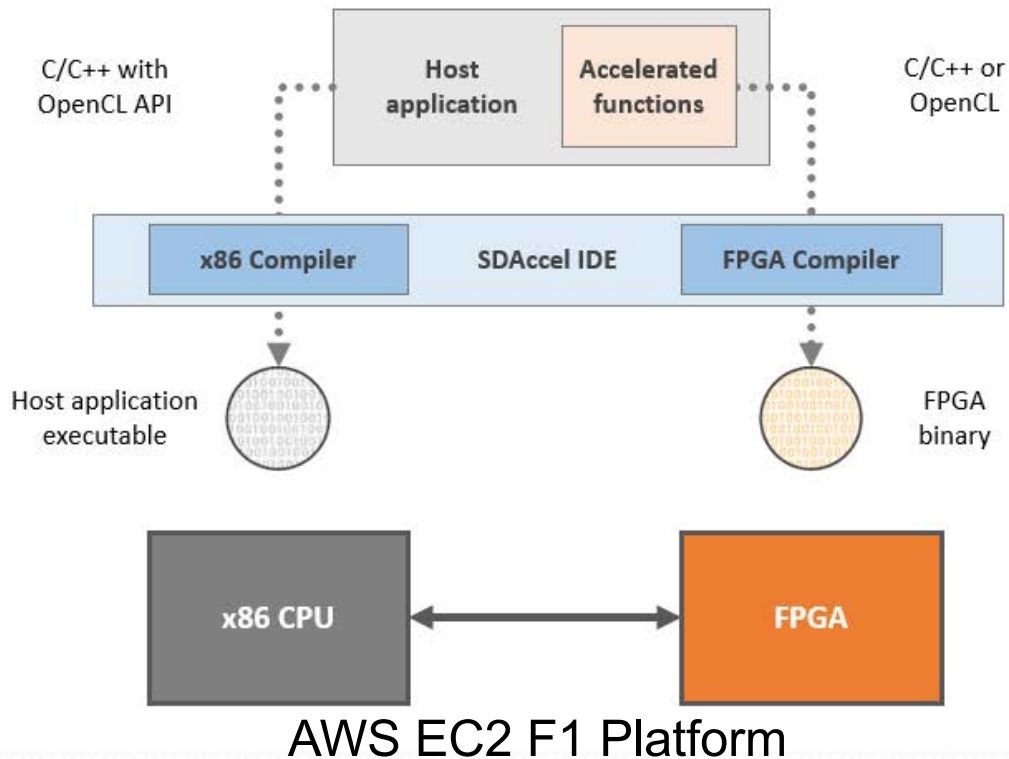 C/C++ with
OpenCL API
Host
application
Accelerated
functions
C/C++ or
OpenCL
x86 Compiler
SDAccel IDE
FPGA Compiler
Host application
executable
FPGA
binary
x86 CPU
FPGA
AWS EC2 F1 Platform